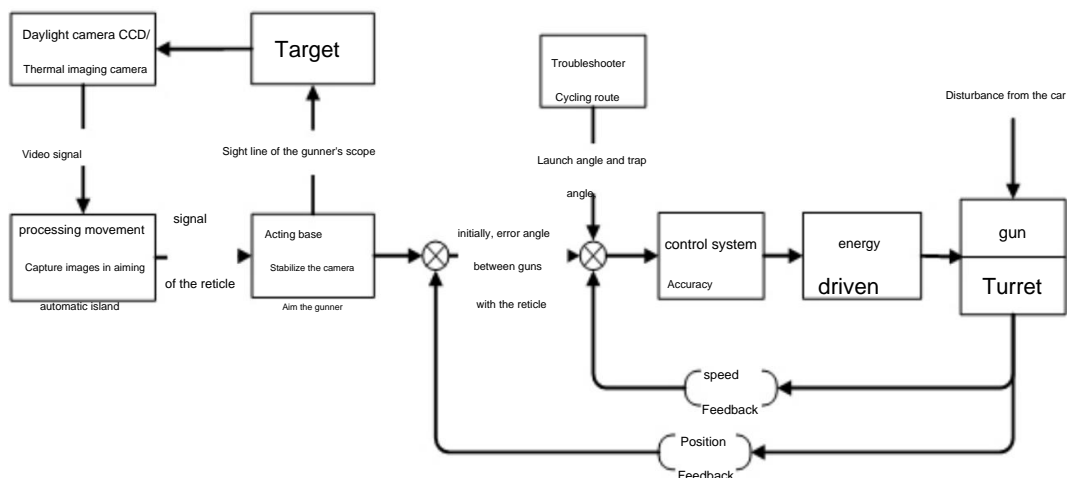 Daylight camera CCD/
Thermal imaging camera
Target
Troubleshooter
Cycling route
Disturbance from the car
Video signal
Sight line of the gunner's scope
Launch angle and trap
angle
processing movement
Capture images in aiming
automatic island
signal
of the reticle
Acting base
Stabilize the camera
Aim the gunner
initially, error angle
between guns
with the reticle
control system
Accuracy
energy
driven
gun
Turret
speed
Feedback
Position
Feedback